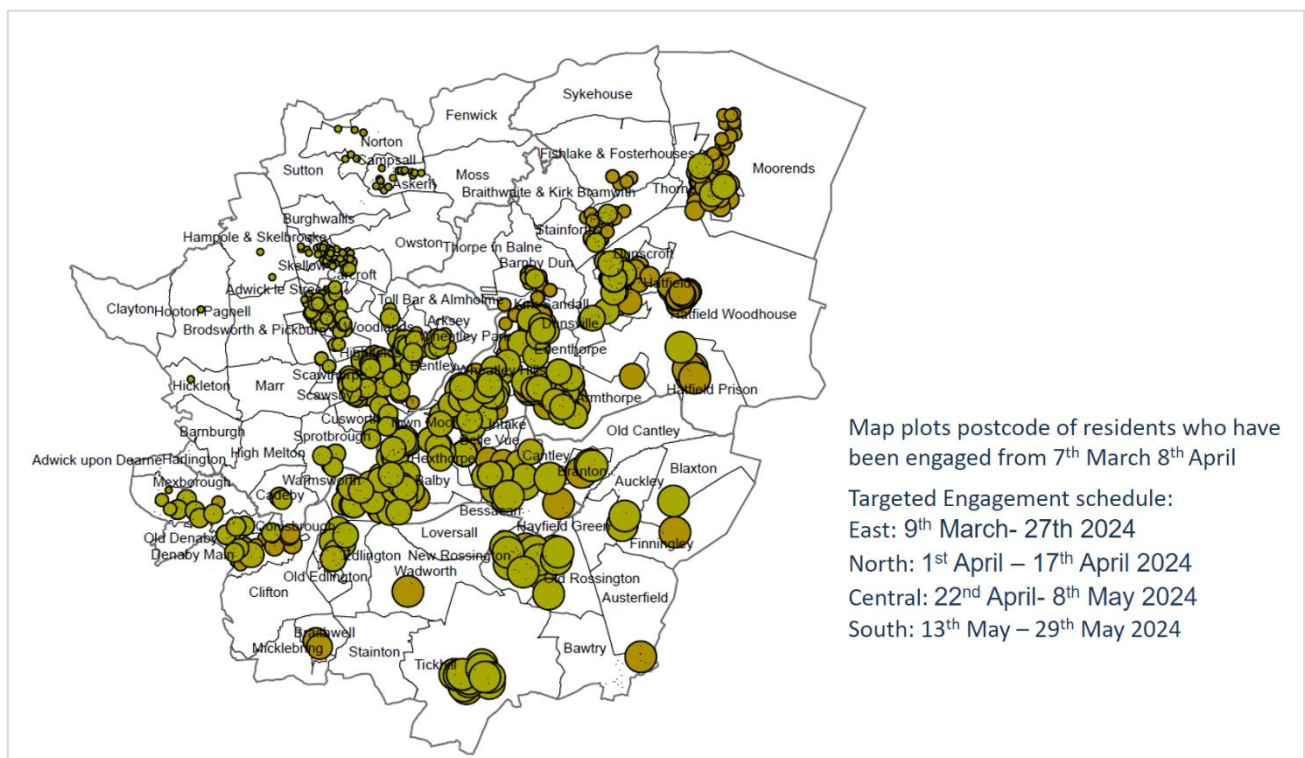 Sykehouse
Fenwick
Norton
Fishlake & Fosterhouses
Campsall
Sutton
Moss
Moorends
Askern
Thorne
Braithwaite & Kirk Bramwith
Burghwallis
Stainforth
Hampole & Skelbrooke
Owston
Thorpe in Balne
Dunscroft
Skellow
Barnby Dun
Carcroft
Hatfield
Adwick le Street
Toll Bar & Almholme
Clayton
Hooton Pagnell
Kirk Sandall
Hatfield Woodhouse
Arksey
Brodsworth & Pickburn
Woodlands
Dunsville
Wheatley Park
Edenthorpe
Highfields
Bentley
Wheatley Hills
Scawthorpe
Hickleton
Marr
Hatfield Prison
Scawsby
Armthorpe
Cusworth
Town Moor
Intake
Old Cantley
Barnburgh
Sprotbrough
Belle Vue
High Melton
Cantley
Adwick upon Dearne
Harlington
Hexthorpe
Blaxton
Branton
Mexborough
Warmsworth
Balby
Auckley
Cadeby
Bessacarr
Conisbrough
Loversall
Hayfield Green
Old Denaby
Finningley
Denaby Main
Edlington
New Rossington
Wadworth
Old Edlington
Old Rossington
Clifton
Austerfield
Braithwell
Micklebring
Stainton
Bawtry
Tickhill
Map plots postcode of residents who have
been engaged from 7th March 8th April
Targeted Engagement schedule:
East: 9th March- 27th 2024
North: 1st April – 17th April 2024
Central: 22nd April- 8th May 2024
South: 13th May – 29th May 2024